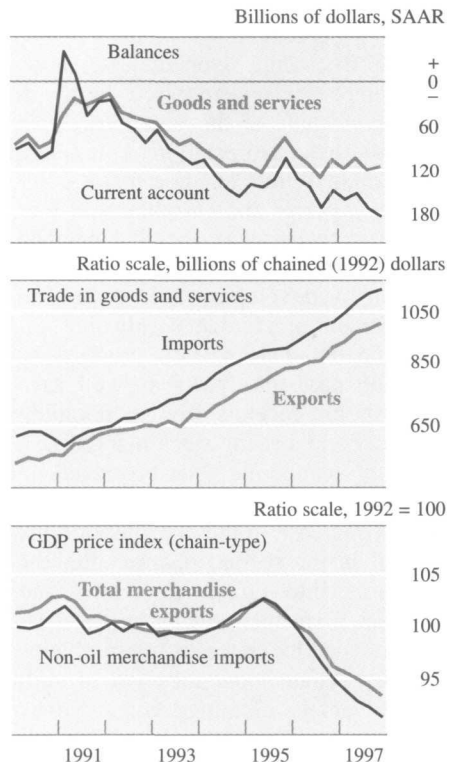 Billions of dollars, SAAR
Balances
+
0
–
Goods and services
60
120
Current account
180
Ratio scale, billions of chained (1992) dollars
Trade in goods and services
1050
Imports
850
Exports
650
Ratio scale, 1992 = 100
GDP price index (chain-type)
105
Total merchandise
exports
100
Non-oil merchandise imports
95
1991 1993 1995 1997